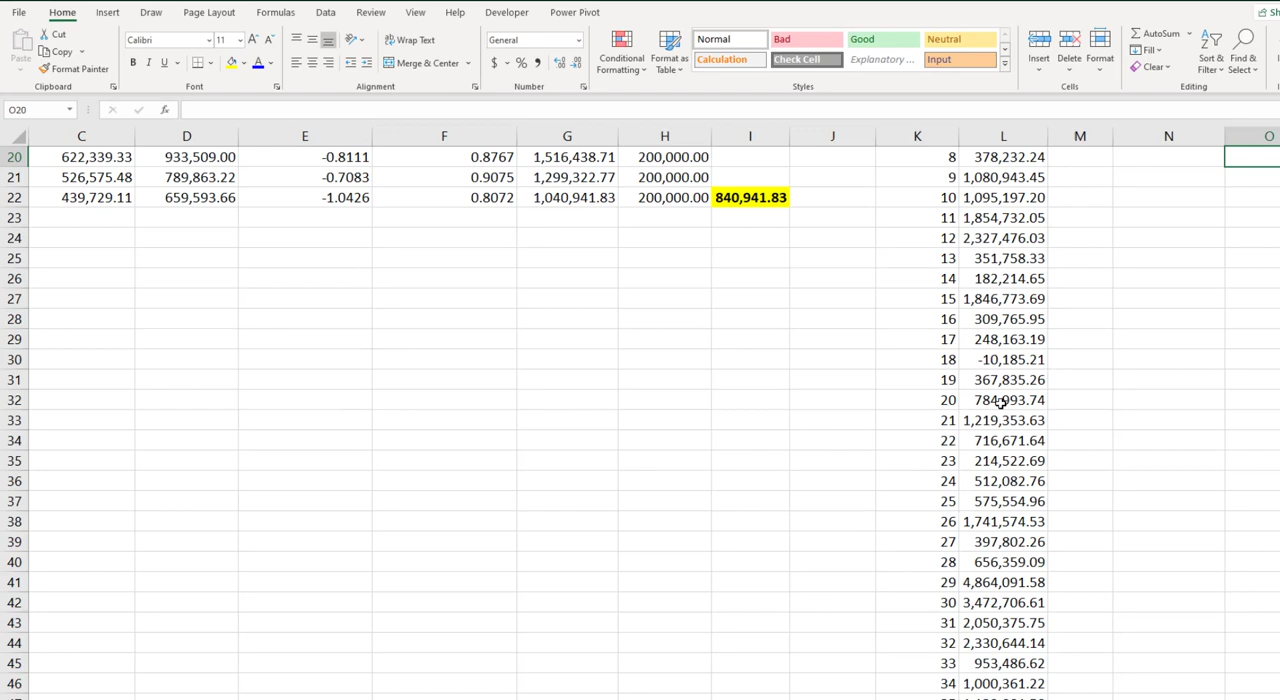 File Home Insert Draw Page Layout Formulas Data Review View Help Developer Power Pivot Sh
Paste Cut Calibri 11 A A Wrap Text General Conditional Formatting Format as Table Normal Bad Good Neutral Insert Delete Format AutoSum Sort & Filter Find & Select
Copy B I U A Merge & Center $ % , Calculation Check Cell Explanatory ... Input Fill
Format Painter Clear
Clipboard Font Alignment Number Styles Cells Editing
O20 fx
C D E F G H I J K L M N O
20 622,339.33 933,509.00 -0.8111 0.8767 1,516,438.71 200,000.00 8 378,232.24
21 526,575.48 789,863.22 -0.7083 0.9075 1,299,322.77 200,000.00 9 1,080,943.45
22 439,729.11 659,593.66 -1.0426 0.8072 1,040,941.83 200,000.00 840,941.83 10 1,095,197.20
23 11 1,854,732.05
24 12 2,327,476.03
25 13 351,758.33
26 14 182,214.65
27 15 1,846,773.69
28 16 309,765.95
29 17 248,163.19
30 18 -10,185.21
31 19 367,835.26
32 20 784,993.74
33 21 1,219,353.63
34 22 716,671.64
35 23 214,522.69
36 24 512,082.76
37 25 575,554.96
38 26 1,741,574.53
39 27 397,802.26
40 28 656,359.09
41 29 4,864,091.58
42 30 3,472,706.61
43 31 2,050,375.75
44 32 2,330,644.14
45 33 953,486.62
46 34 1,000,361.22